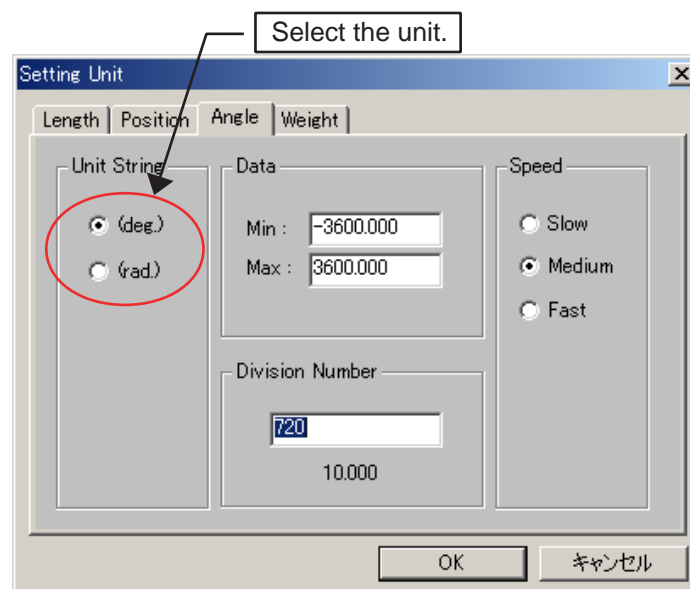 Select the unit.
Setting Unit
Length Position Angle Weight
Unit String
(deg.)
(rad.)
Data
Min : -3600.000
Max : 3600.000
Division Number
720
10.000
Speed
Slow
Medium
Fast
OK キャンセル